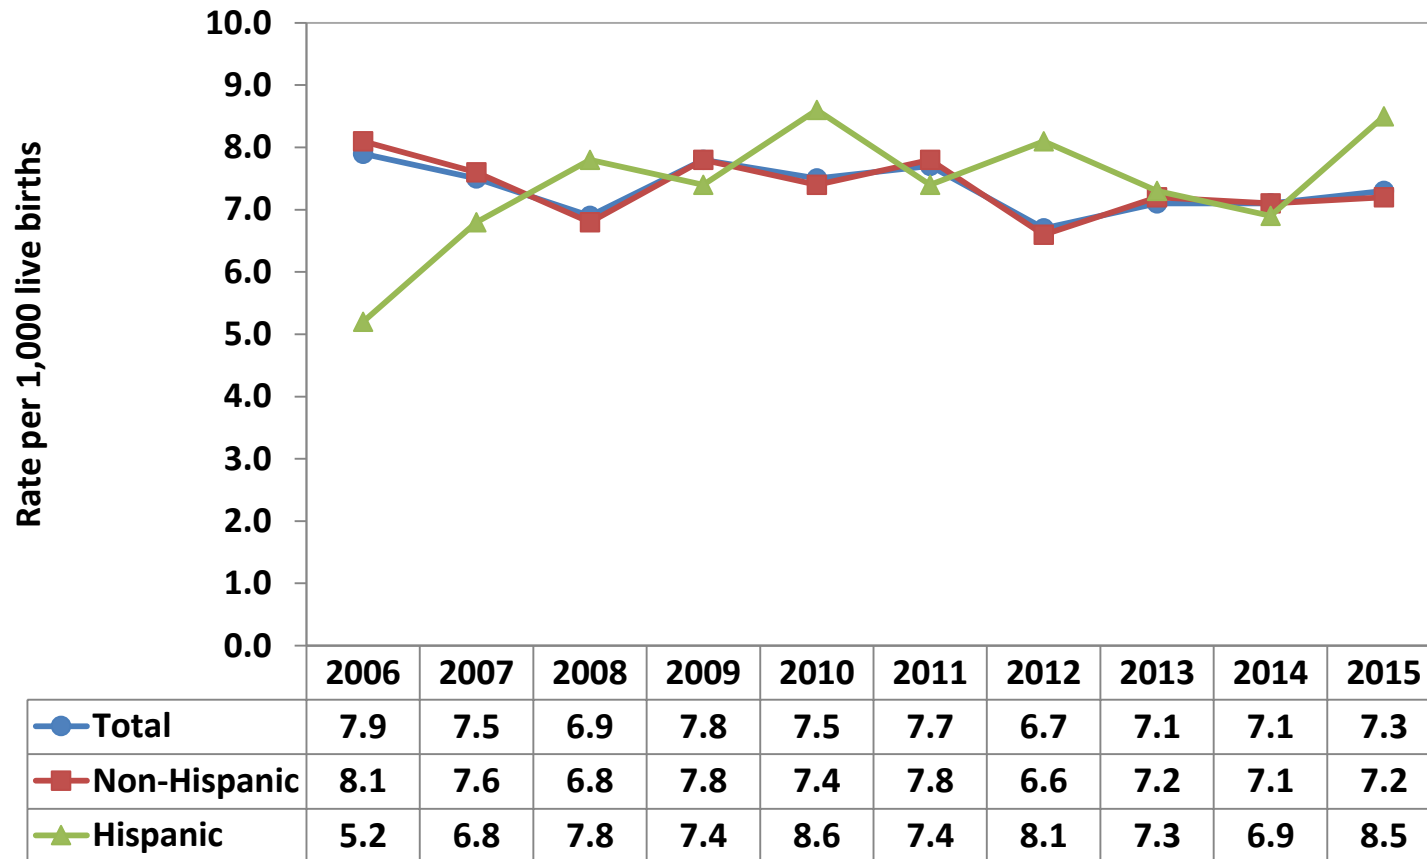 Rate per 1,000 live births
10.0
9.0
8.0
7.0
6.0
5.0
4.0
3.0
2.0
1.0
0.0
2006 2007 2008 2009 2010 2011 2012 2013 2014 2015
Total 7.9 7.5 6.9 7.8 7.5 7.7 6.7 7.1 7.1 7.3
Non-Hispanic 8.1 7.6 6.8 7.8 7.4 7.8 6.6 7.2 7.1 7.2
Hispanic 5.2 6.8 7.8 7.4 8.6 7.4 8.1 7.3 6.9 8.5